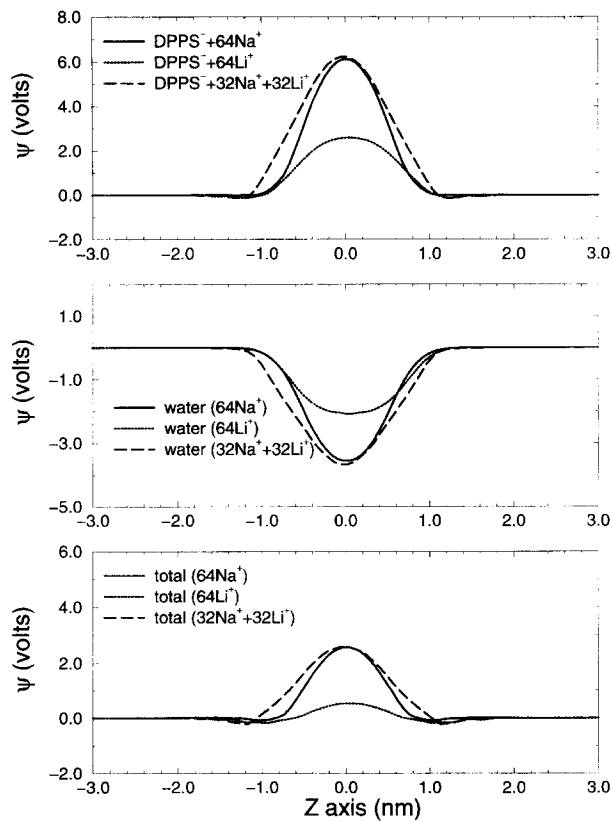 8.0
6.0
4.0
2.0
0.0
−2.0
ψ (volts)
DPPS⁻+64Na⁺
DPPS⁻+64Li⁺
DPPS⁻+32Na⁺+32Li⁺
−3.0 −2.0 −1.0 0.0 1.0 2.0 3.0
1.0
−1.0
−3.0
−5.0
ψ (volts)
water (64Na⁺)
water (64Li⁺)
water (32Na⁺+32Li⁺)
−3.0 −2.0 −1.0 0.0 1.0 2.0 3.0
6.0
4.0
2.0
0.0
−2.0
ψ (volts)
total (64Na⁺)
total (64Li⁺)
total (32Na⁺+32Li⁺)
−3.0 −2.0 −1.0 0.0 1.0 2.0 3.0
Z axis (nm)